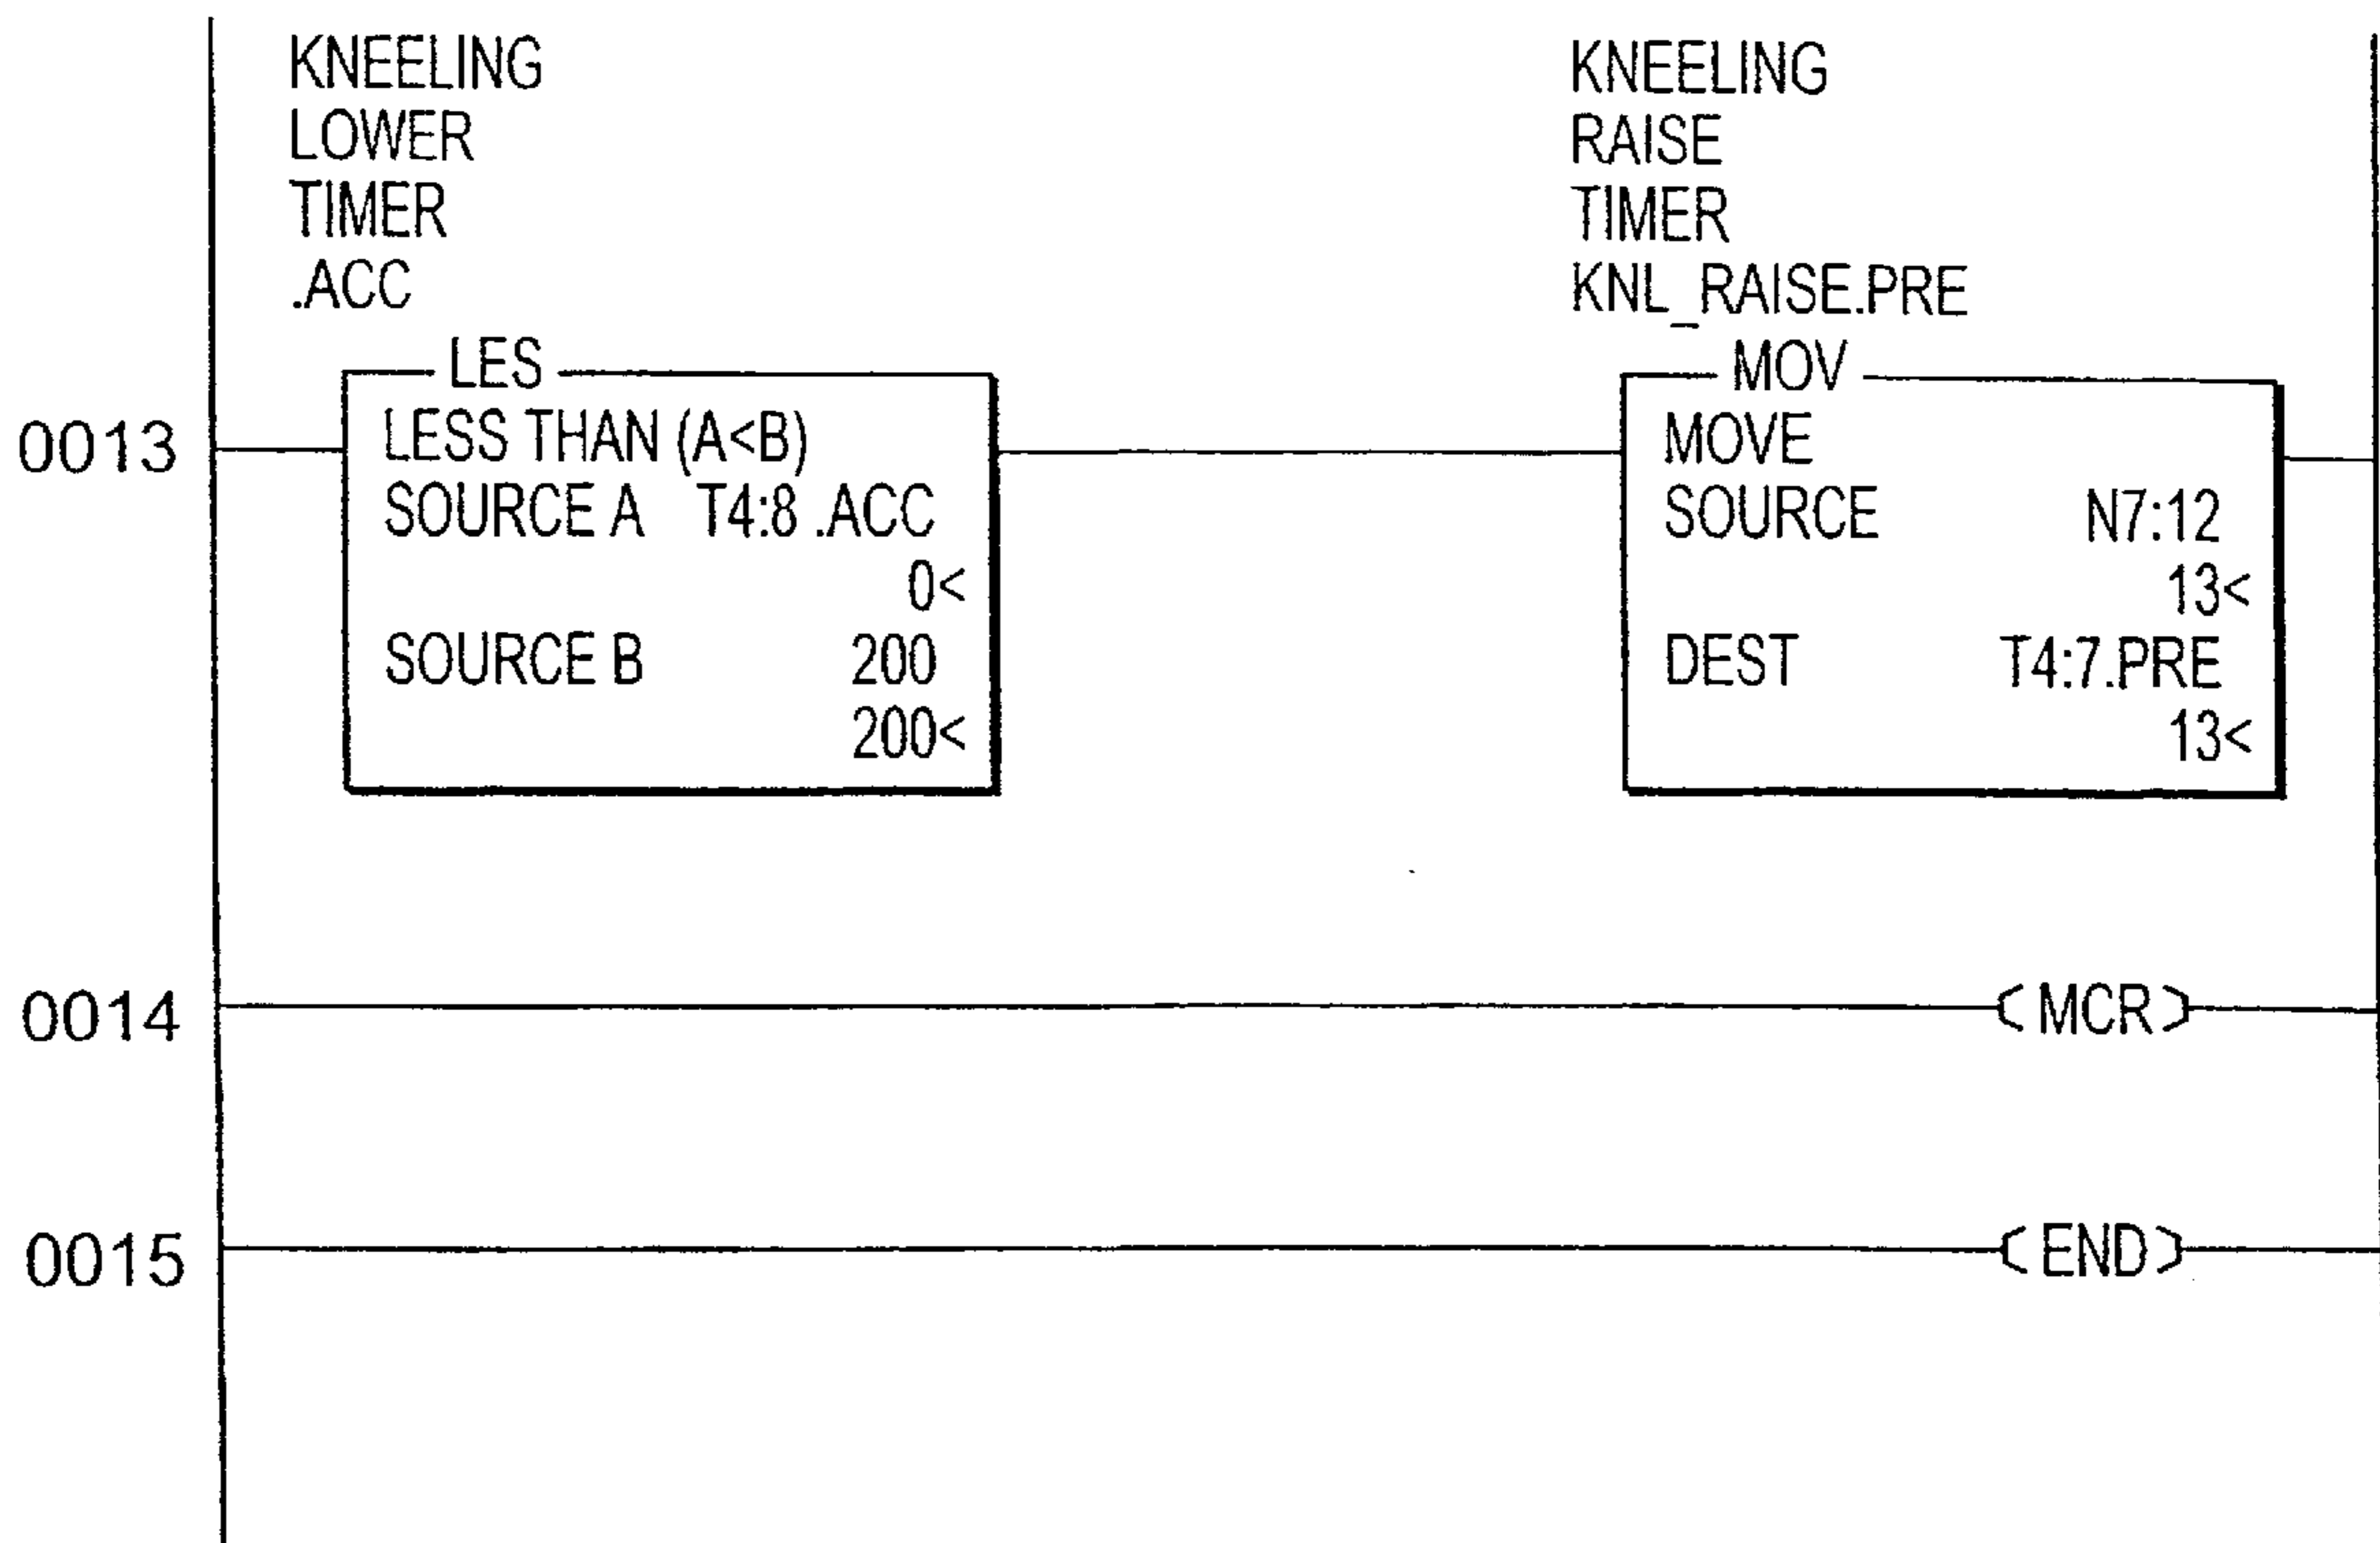 KNEELING
LOWER
TIMER
.ACC
KNEELING
RAISE
TIMER
KNL_RAISE.PRE
0013
LES
LESS THAN (A<B)
SOURCE A T4:8 .ACC
0<
SOURCE B 200
200<
MOV
MOVE
SOURCE N7:12
13<
DEST T4:7.PRE
13<
0014 (MCR)
0015 (END)